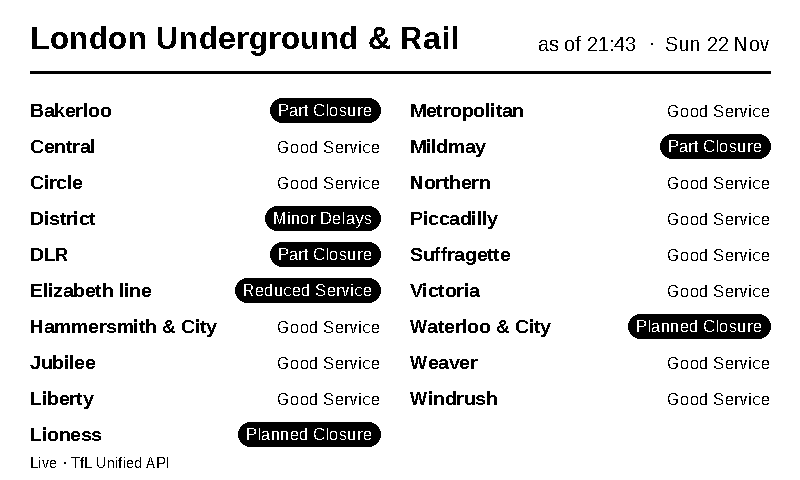 London Underground & Rail
as of 21:43 · Sun 22 Nov
Bakerloo Part Closure
Central Good Service
Circle Good Service
District Minor Delays
DLR Part Closure
Elizabeth line Reduced Service
Hammersmith & City Good Service
Jubilee Good Service
Liberty Good Service
Lioness Planned Closure
Metropolitan Good Service
Mildmay Part Closure
Northern Good Service
Piccadilly Good Service
Suffragette Good Service
Victoria Good Service
Waterloo & City Planned Closure
Weaver Good Service
Windrush Good Service
Live · TfL Unified API